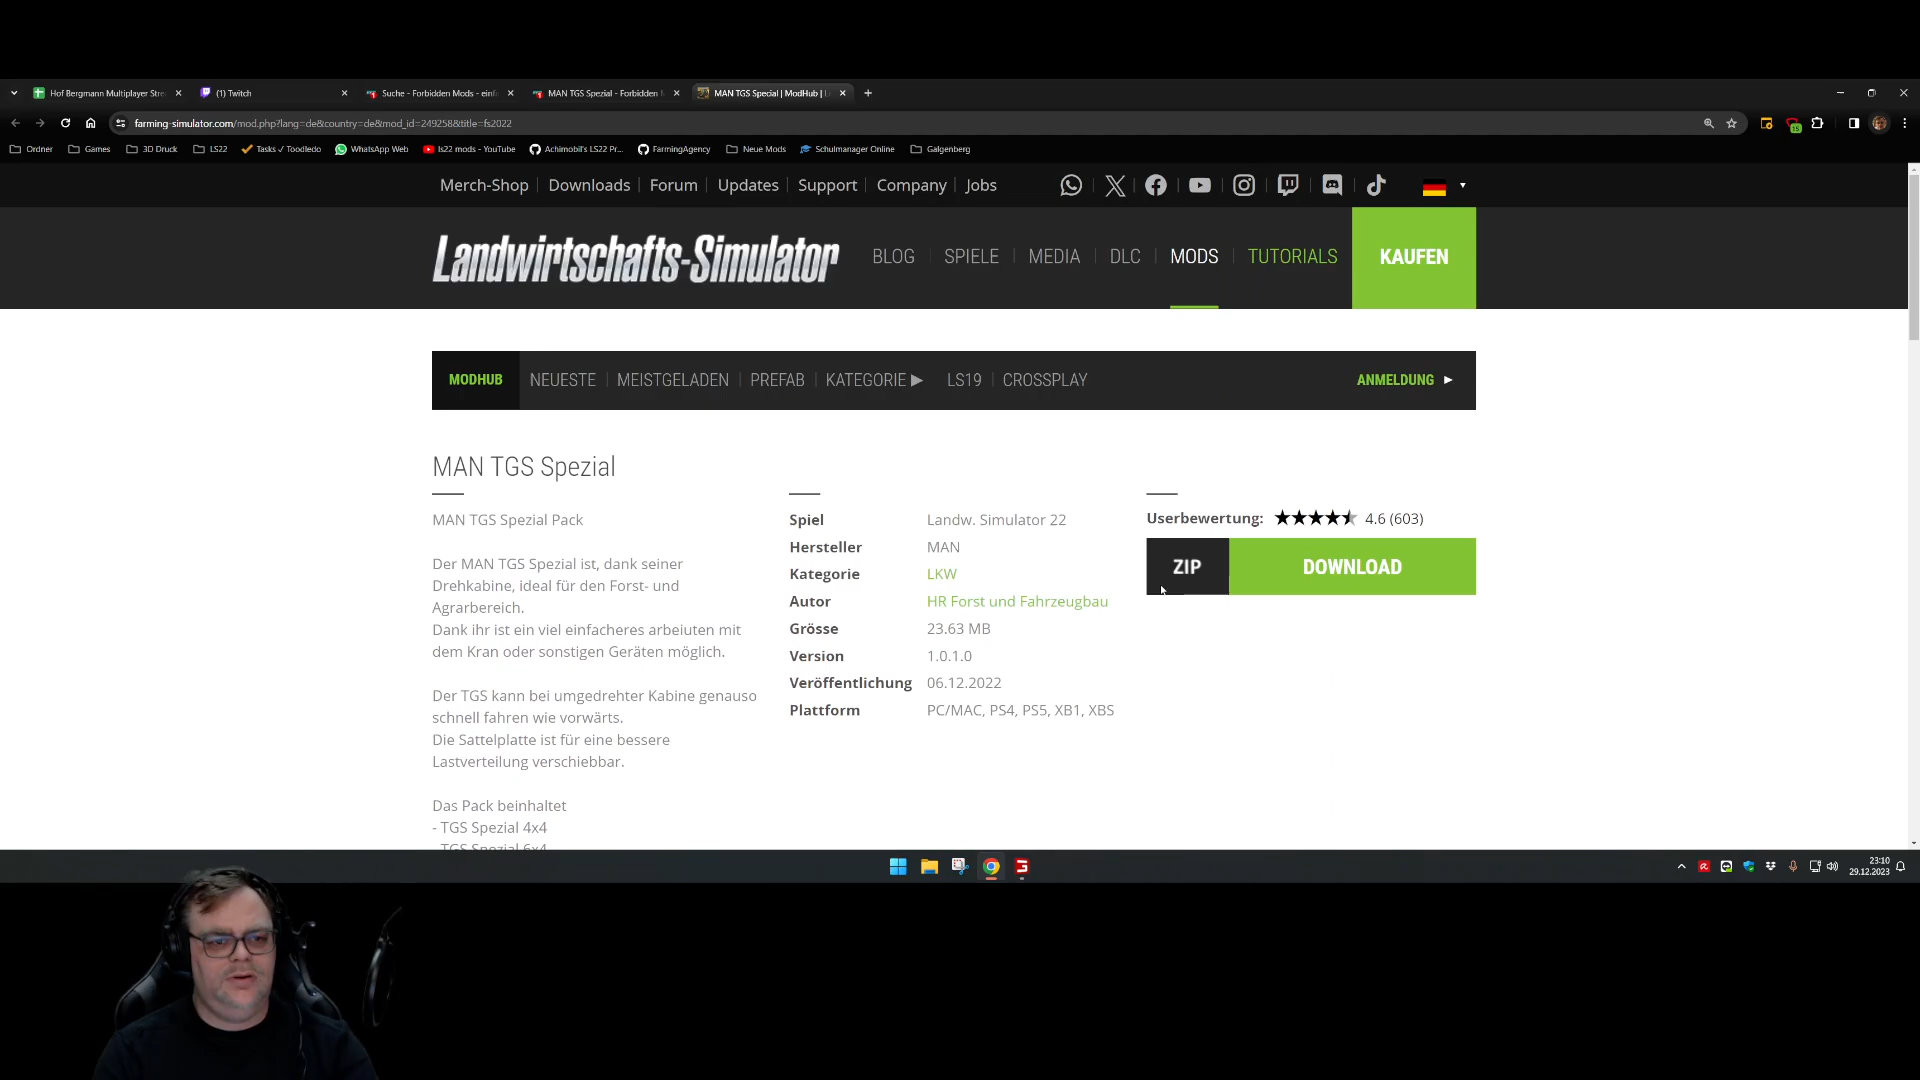 Hof Bergmann Multiplayer Stre
(1) Twitch
Suche - Forbidden Mods - einf
MAN TGS Spezial - Forbidden
MAN TGS Spezial | ModHub |
farming-simulator.com/mod.php?lang=de&country=de&mod_id=249258&title=fs2022
Ordner
Games
3D Druck
LS22
Tasks ✓ Toodledo
WhatsApp Web
ls22 mods - YouTube
Achimobil's LS22 Pr...
FarmingAgency
Neue Mods
Schulmanager Online
Galgenberg
Merch-Shop
Downloads
Forum
Updates
Support
Company
Jobs
Landwirtschafts-Simulator
BLOG
SPIELE
MEDIA
DLC
MODS
TUTORIALS
KAUFEN
MODHUB
NEUESTE
MEISTGELADEN
PREFAB
KATEGORIE ▶
LS19
CROSSPLAY
ANMELDUNG ►
MAN TGS Spezial
MAN TGS Spezial Pack
Der MAN TGS Spezial ist, dank seiner
Drehkabine, ideal für den Forst- und
Agrarbereich.
Dank ihr ist ein viel einfacheres arbeiuten mit
dem Kran oder sonstigen Geräten möglich.
Der TGS kann bei umgedrehter Kabine genauso
schnell fahren wie vorwärts.
Die Sattelplatte ist für eine bessere
Lastverteilung verschiebbar.
Das Pack beinhaltet
- TGS Spezial 4x4
- TGS Spezial 6x4
Spiel Landw. Simulator 22
Hersteller MAN
Kategorie LKW
Autor HR Forst und Fahrzeugbau
Grösse 23.63 MB
Version 1.0.1.0
Veröffentlichung 06.12.2022
Plattform PC/MAC, PS4, PS5, XB1, XBS
Userbewertung: 4.6 (603)
ZIP
DOWNLOAD
23:10
29.12.2023